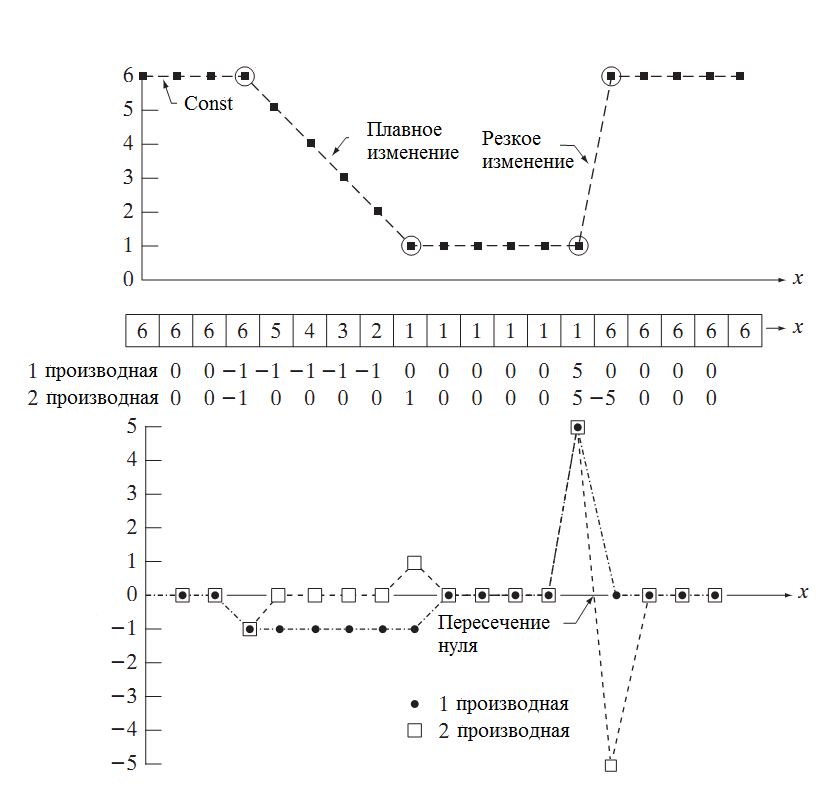 6
5
4
3
2
1
0
Const
Плавное
изменение
Резкое
изменение
x
6 6 6 6 5 4 3 2 1 1 1 1 1 1 6 6 6 6 6 x
1 производная 0 0 −1 −1 −1 −1 −1 0 0 0 0 0 5 0 0 0 0
2 производная 0 0 −1 0 0 0 0 1 0 0 0 0 5 −5 0 0 0
5
4
3
2
1
0
−1
−2
−3
−4
−5
x
Пересечение
нуля
1 производная
2 производная